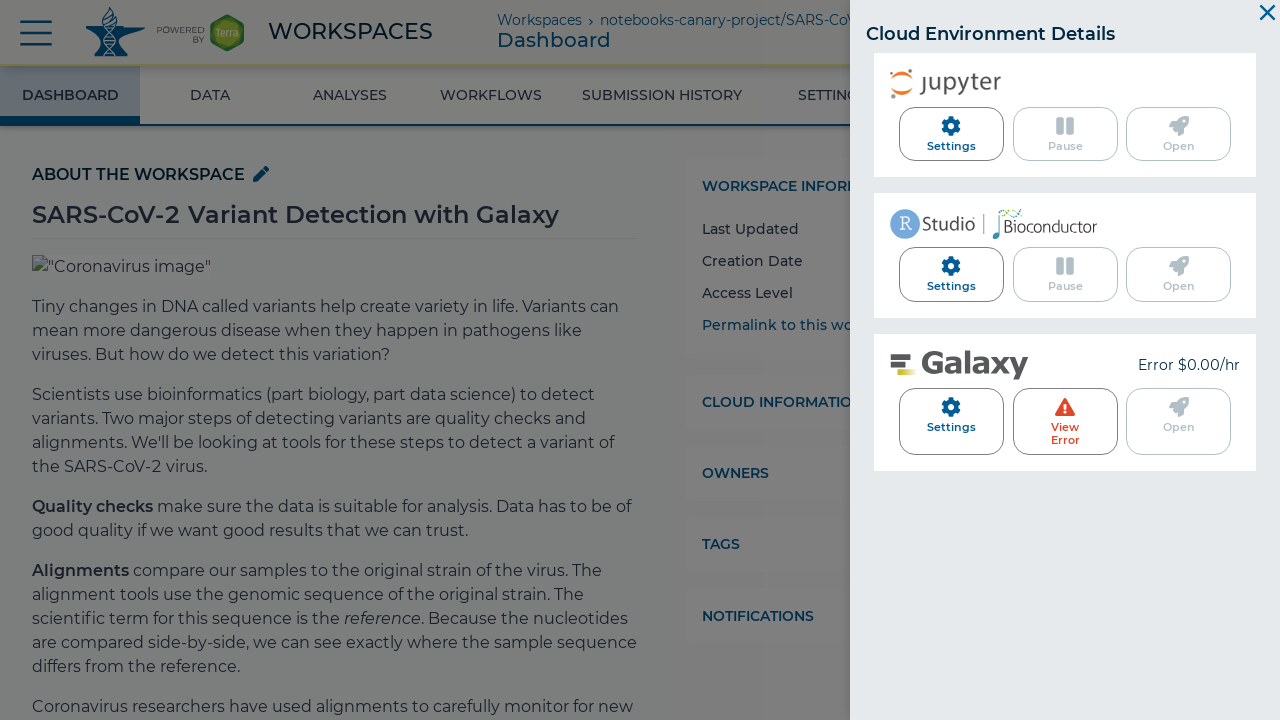 POWERED
BY
Terra
WORKSPACES
Workspaces › notebooks-canary-project/SARS-CoV
Dashboard
DASHBOARD
DATA
ANALYSES
WORKFLOWS
SUBMISSION HISTORY
SETTING
ABOUT THE WORKSPACE
SARS-CoV-2 Variant Detection with Galaxy
"Coronavirus image"
Tiny changes in DNA called variants help create variety in life. Variants can
mean more dangerous disease when they happen in pathogens like
viruses. But how do we detect this variation?
Scientists use bioinformatics (part biology, part data science) to detect
variants. Two major steps of detecting variants are quality checks and
alignments. We'll be looking at tools for these steps to detect a variant of
the SARS-CoV-2 virus.
Quality checks make sure the data is suitable for analysis. Data has to be of
good quality if we want good results that we can trust.
Alignments compare our samples to the original strain of the virus. The
alignment tools use the genomic sequence of the original strain. The
scientific term for this sequence is the reference. Because the nucleotides
are compared side-by-side, we can see exactly where the sample sequence
differs from the reference.
Coronavirus researchers have used alignments to carefully monitor for new
WORKSPACE INFOR
Last Updated
Creation Date
Access Level
Permalink to this wo
CLOUD INFORMATIO
OWNERS
TAGS
NOTIFICATIONS
Cloud Environment Details
jupyter
Settings
Pause
Open
R Studio | Bioconductor
Settings
Pause
Open
Galaxy
Error $0.00/hr
Settings
View
Error
Open